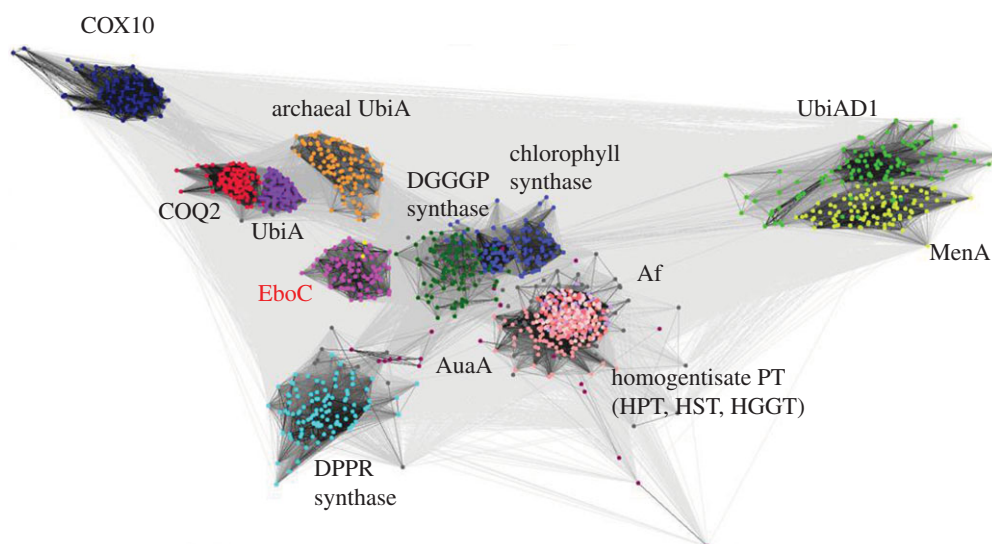 COX10
archaeal UbiA
UbiAD1
chlorophyll
synthase
DGGGP
synthase
COQ2
UbiA
MenA
EboC
Af
AuaA
homogentisate PT
(HPT, HST, HGGT)
DPPR
synthase